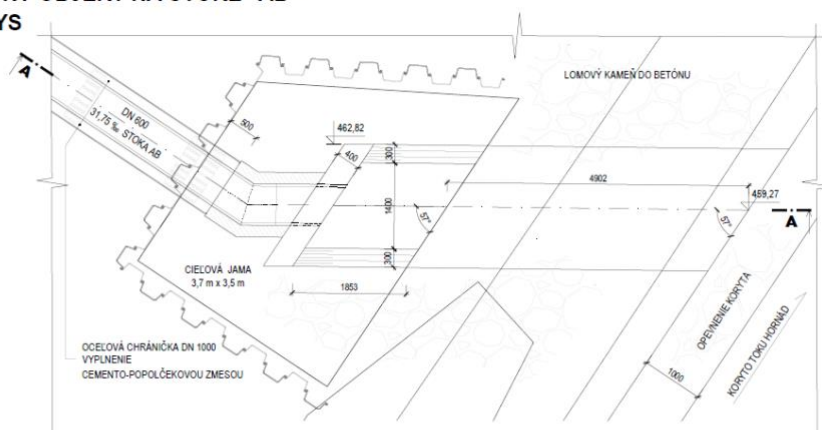 YS
A
DN 600
31,75 ‰ STOKA AB
500
462,82
400
300
1400
300
57°
1853
CIEĽOVÁ JAMA
3,7 m x 3,5 m
LOMOVÝ KAMEŇ DO BETÓNU
4902
459,27
57°
A
OPEVNENIE KORYTA
KORYTO TOKU HORNÁD
1000
OCEĽOVÁ CHRÁNIČKA DN 1000
VYPLNENIE
CEMENTO-POPOLČEKOVOU ZMESOU